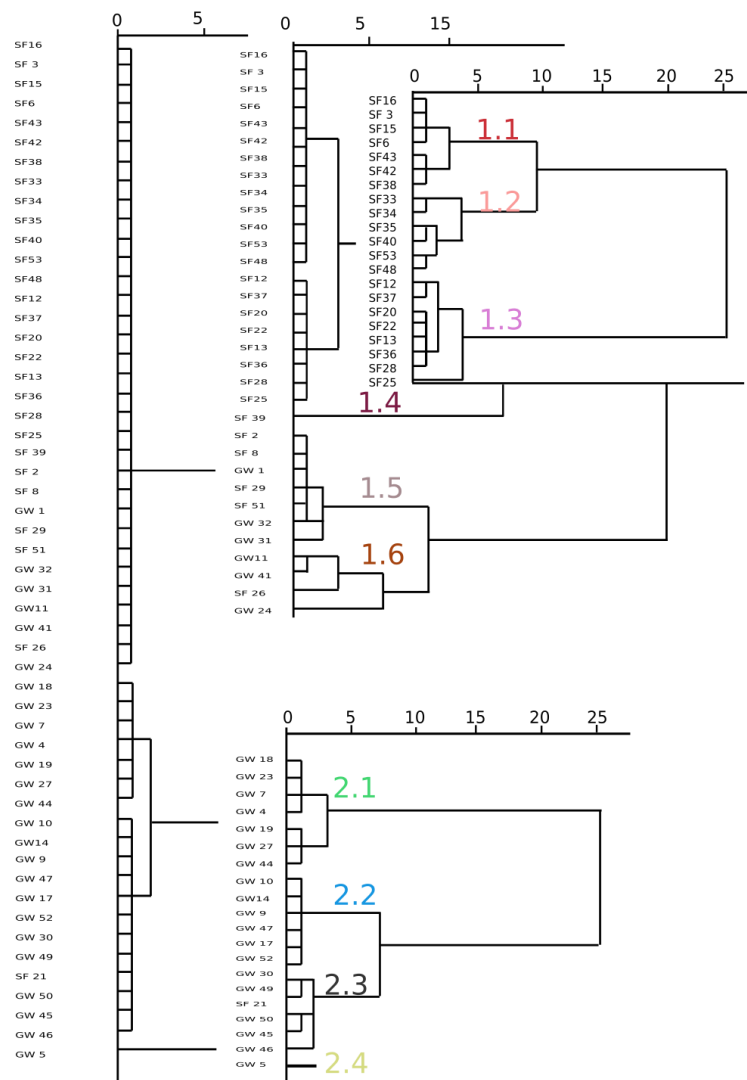 0 5
SF16
SF 3
SF15
SF6
SF43
SF42
SF38
SF33
SF34
SF35
SF40
SF53
SF48
SF12
SF37
SF20
SF22
SF13
SF36
SF28
SF25
SF 39
SF 2
SF 8
GW 1
SF 29
SF 51
GW 32
GW 31
GW11
GW 41
SF 26
GW 24
GW 18
GW 23
GW 7
GW 4
GW 19
GW 27
GW 44
GW 10
GW14
GW 9
GW 47
GW 17
GW 52
GW 30
GW 49
SF 21
GW 50
GW 45
GW 46
GW 5
0 5 15
SF16
SF 3
SF15
SF6
SF43
SF42
SF38
SF33
SF34
SF35
SF40
SF53
SF48
SF12
SF37
SF20
SF22
SF13
SF36
SF28
SF25
SF 39
SF 2
SF 8
GW 1
SF 29
SF 51
GW 32
GW 31
GW11
GW 41
SF 26
GW 24
1.4
1.5
1.6
0 5 10 15 20 25
SF16
SF 3
SF15
SF6
SF43
SF42
SF38
SF33
SF34
SF35
SF40
SF53
SF48
SF12
SF37
SF20
SF22
SF13
SF36
SF28
SF25
1.1
1.2
1.3
0 5 10 15 20 25
GW 18
GW 23
GW 7
GW 4
GW 19
GW 27
GW 44
GW 10
GW14
GW 9
GW 47
GW 17
GW 52
GW 30
GW 49
SF 21
GW 50
GW 45
GW 46
GW 5
2.1
2.2
2.3
2.4